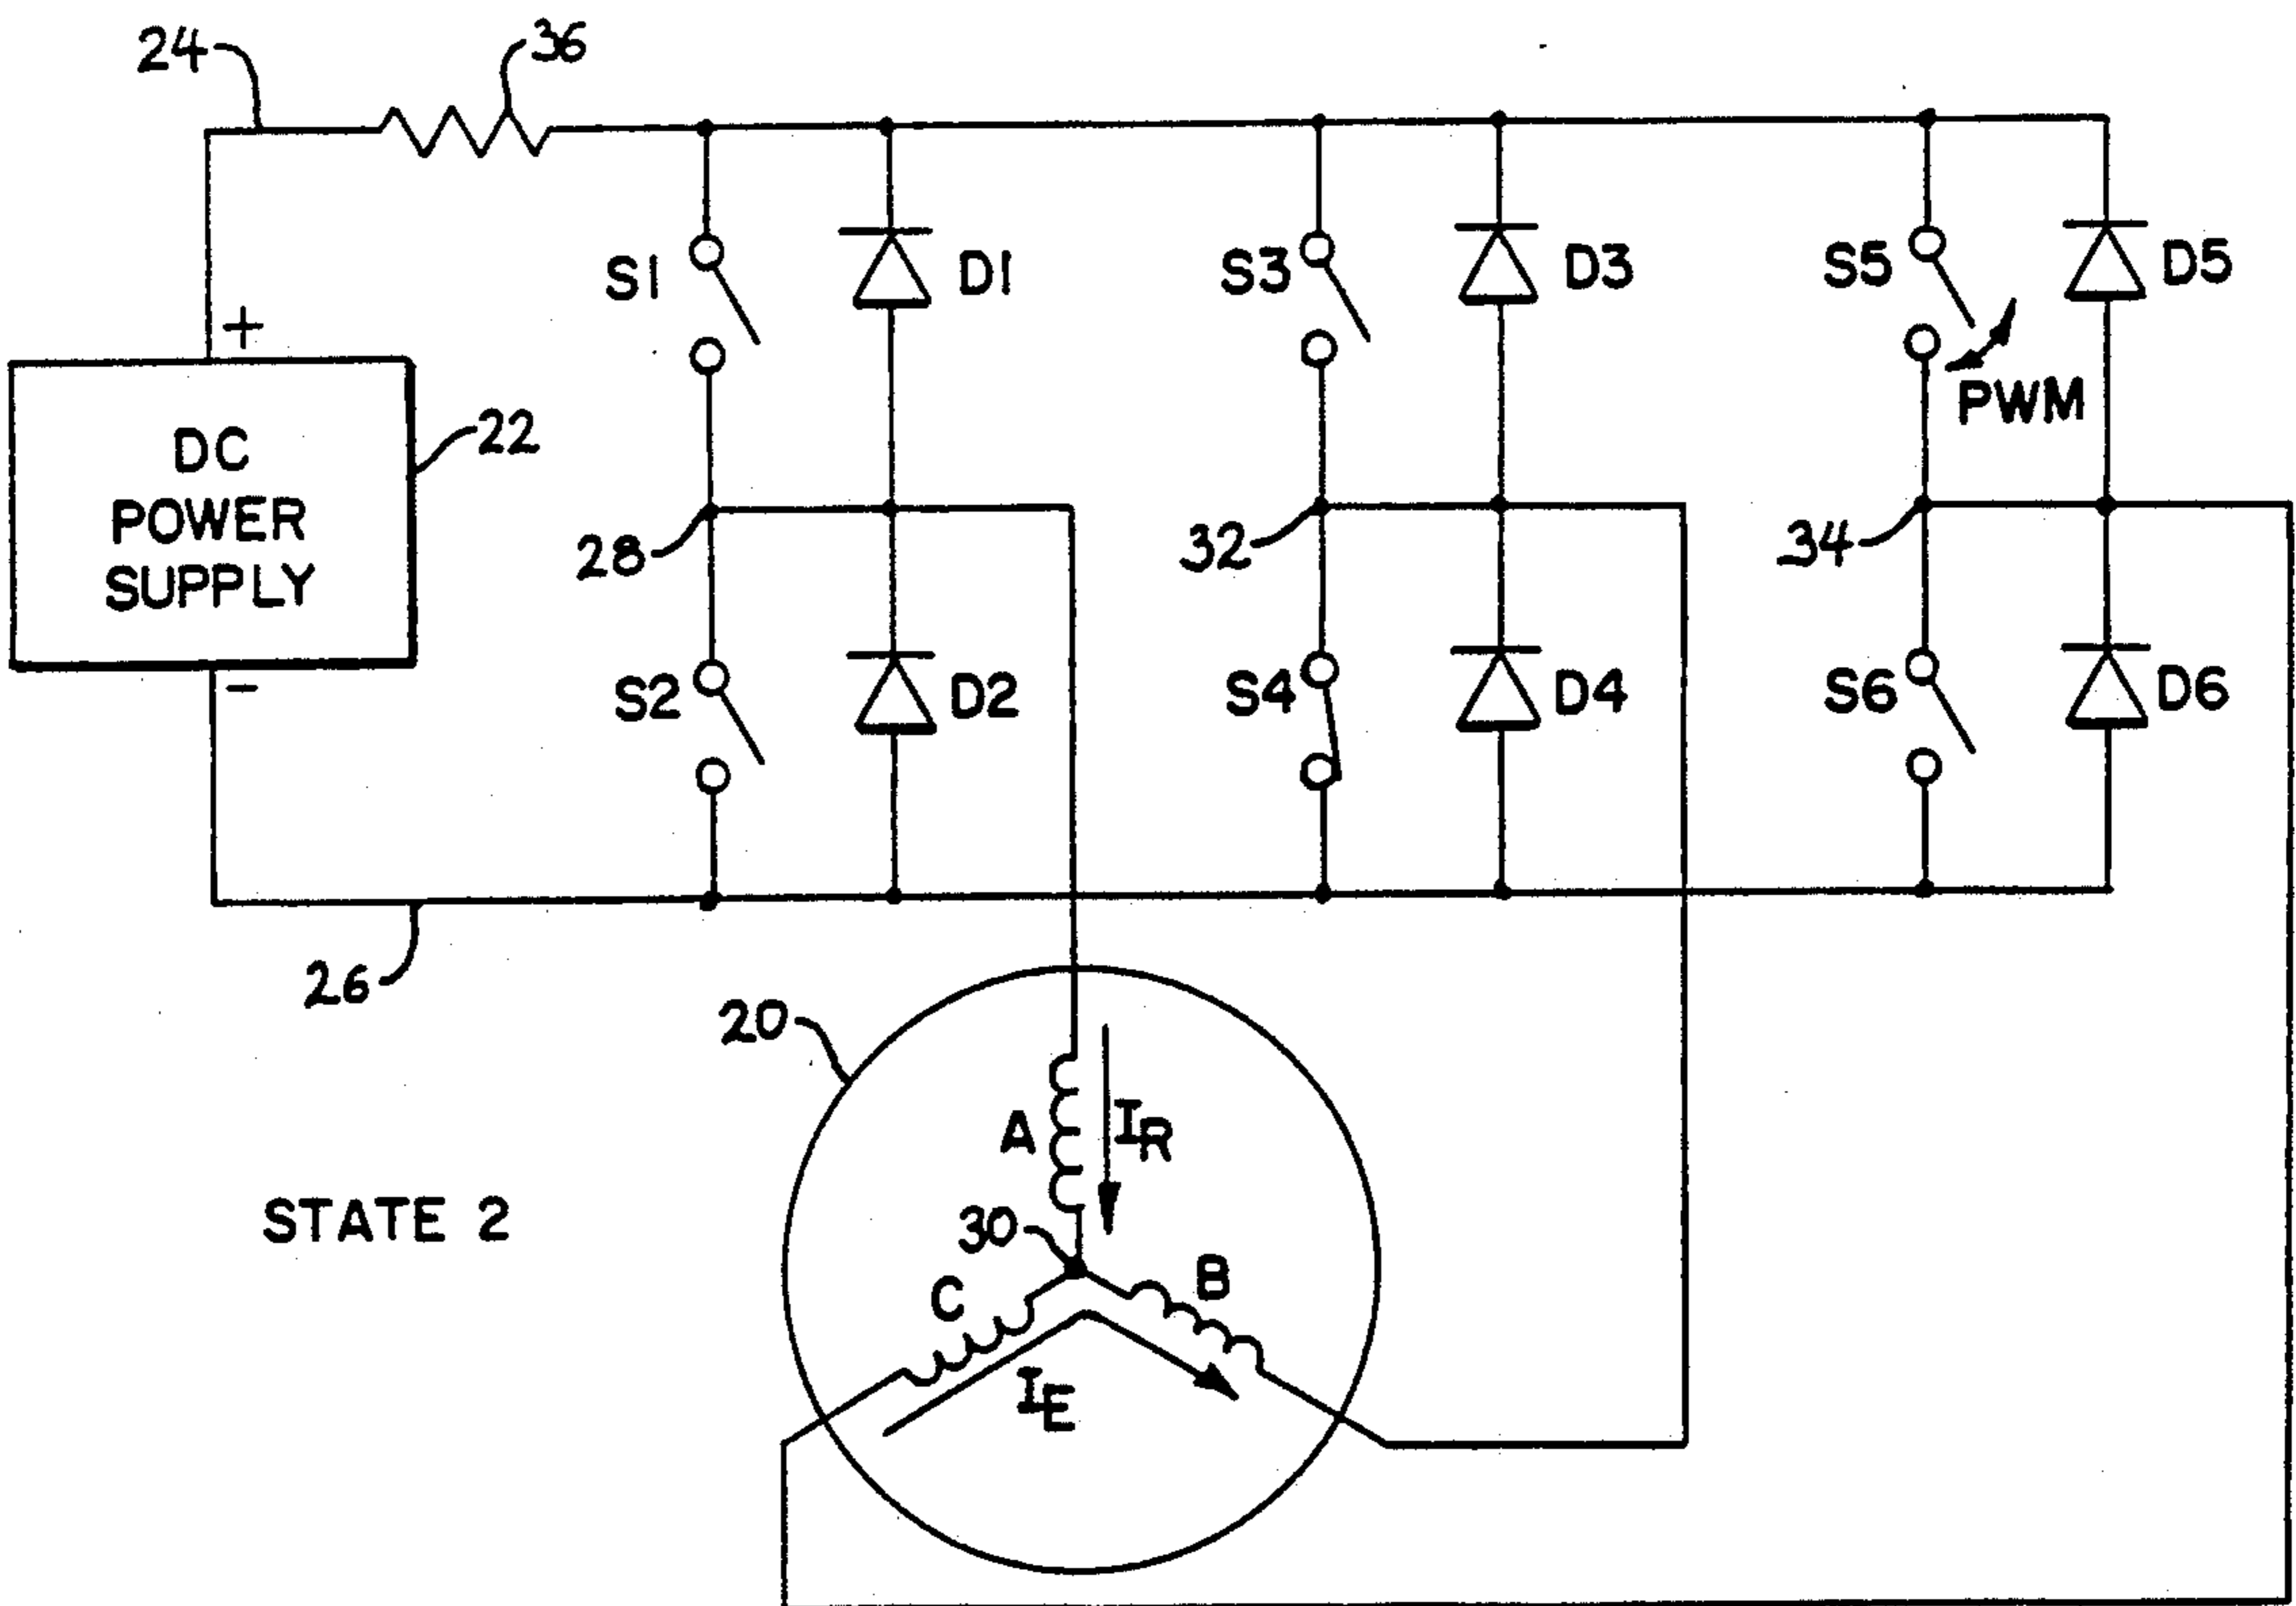 24
36
S1
D1
S3
D3
S5
D5
PWM
+
DC
POWER
SUPPLY
22
28
32
34
-
S2
D2
S4
D4
S6
D6
26
20
A
IR
STATE 2
30
C
B
IE